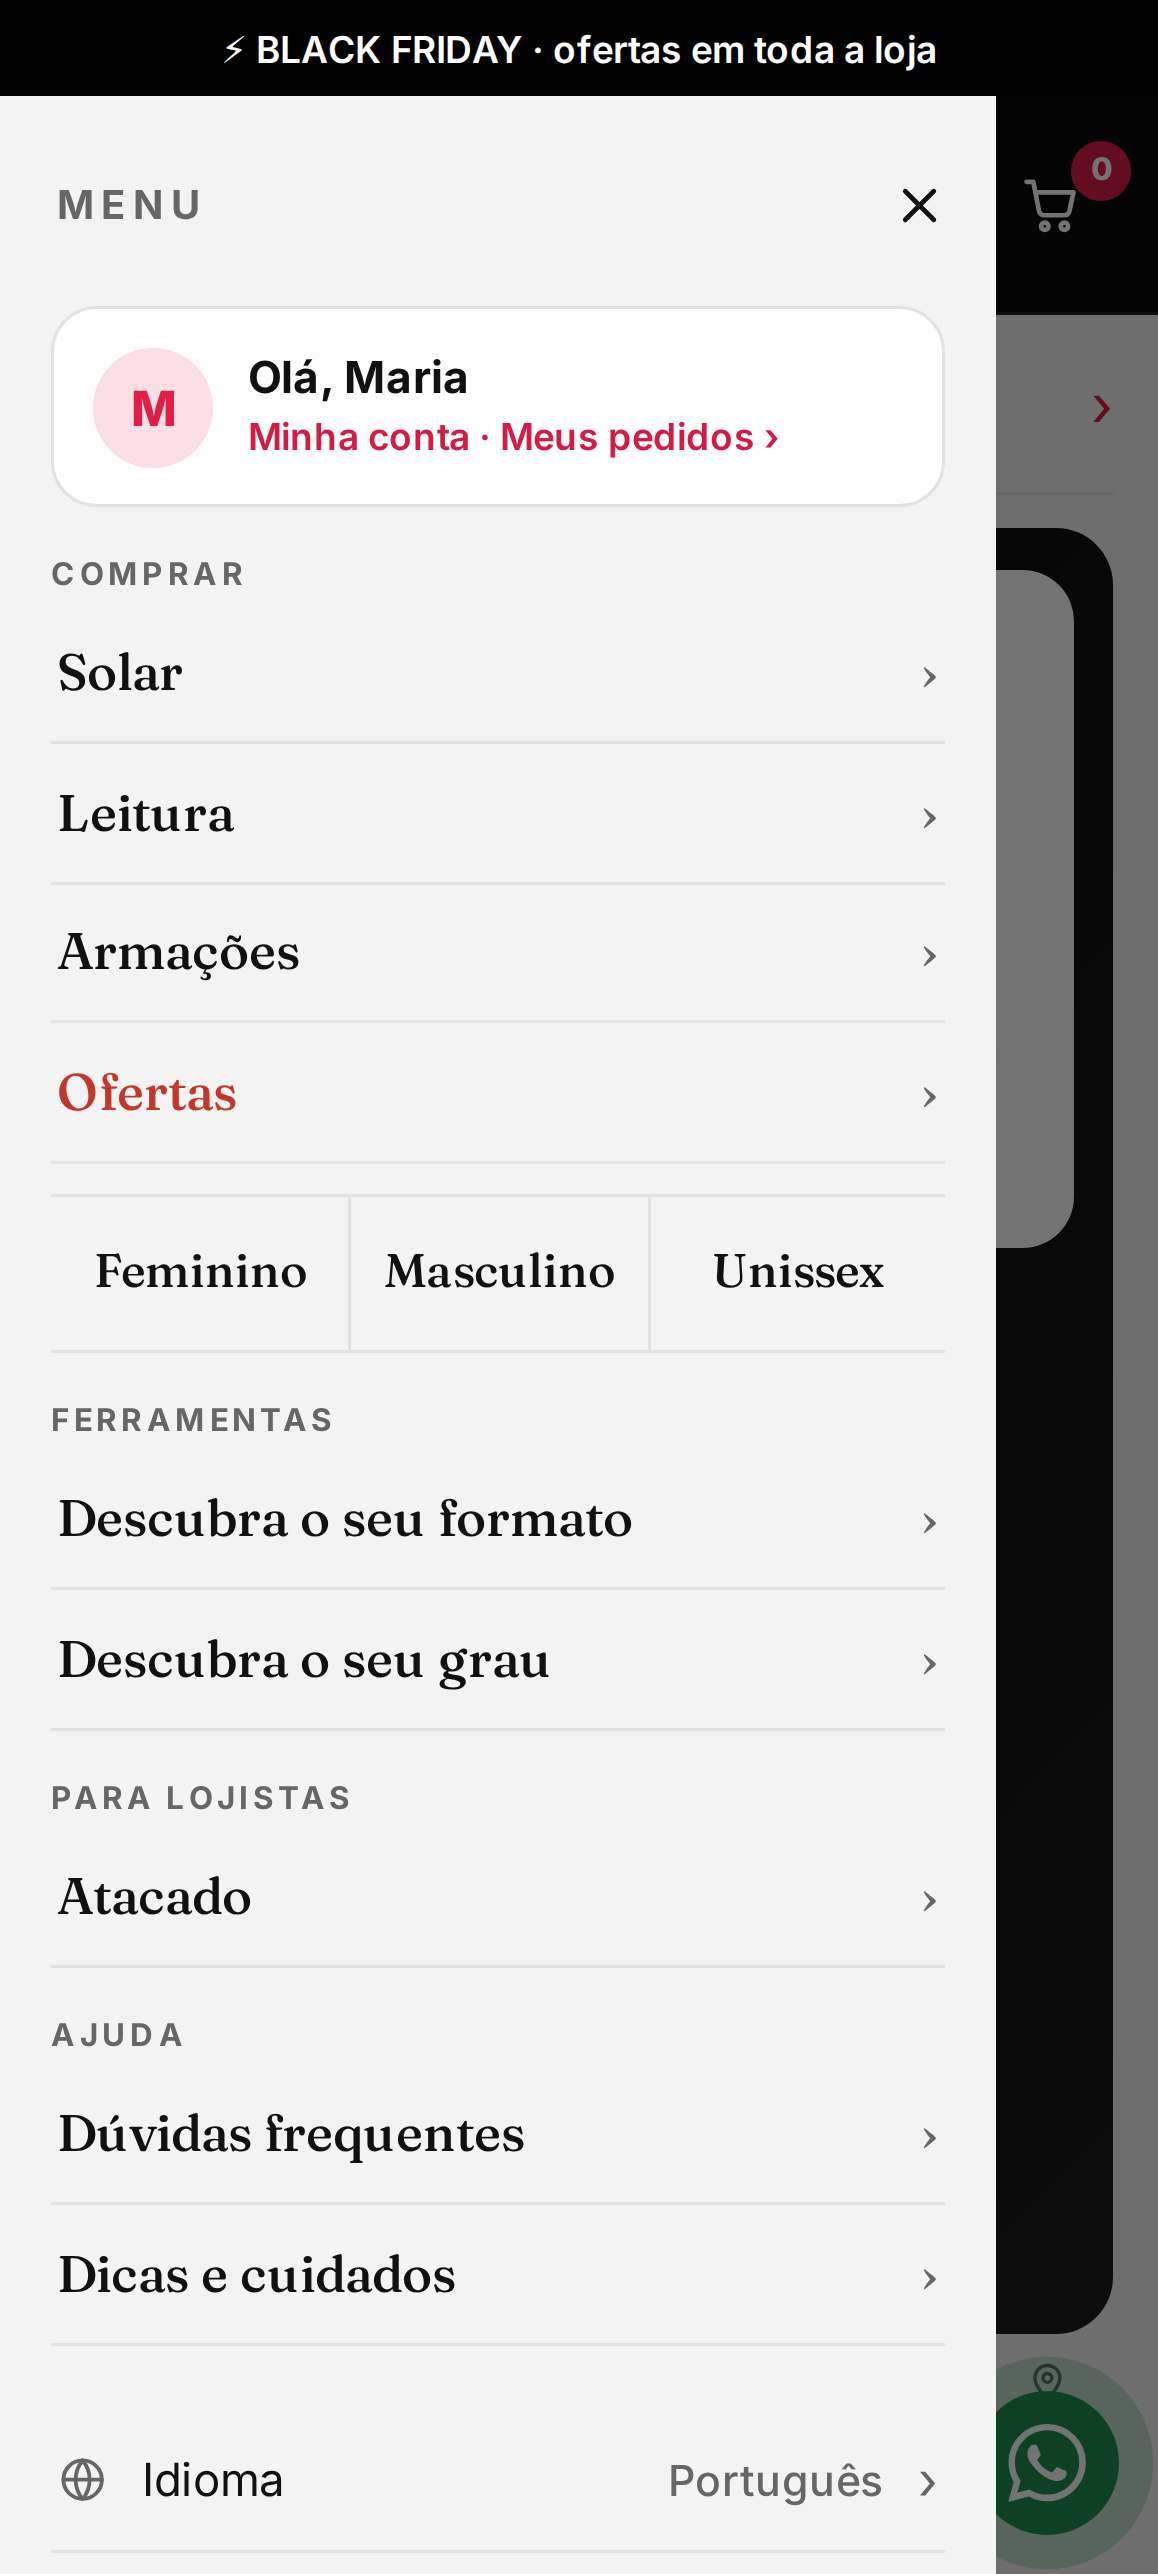 ⚡ BLACK FRIDAY · ofertas em toda a loja
MENU
0
M
Olá, Maria
Minha conta · Meus pedidos ›
COMPRAR
Solar ›
Leitura ›
Armações ›
Ofertas ›
Feminino Masculino Unissex
FERRAMENTAS
Descubra o seu formato ›
Descubra o seu grau ›
PARA LOJISTAS
Atacado ›
AJUDA
Dúvidas frequentes ›
Dicas e cuidados ›
Idioma Português ›